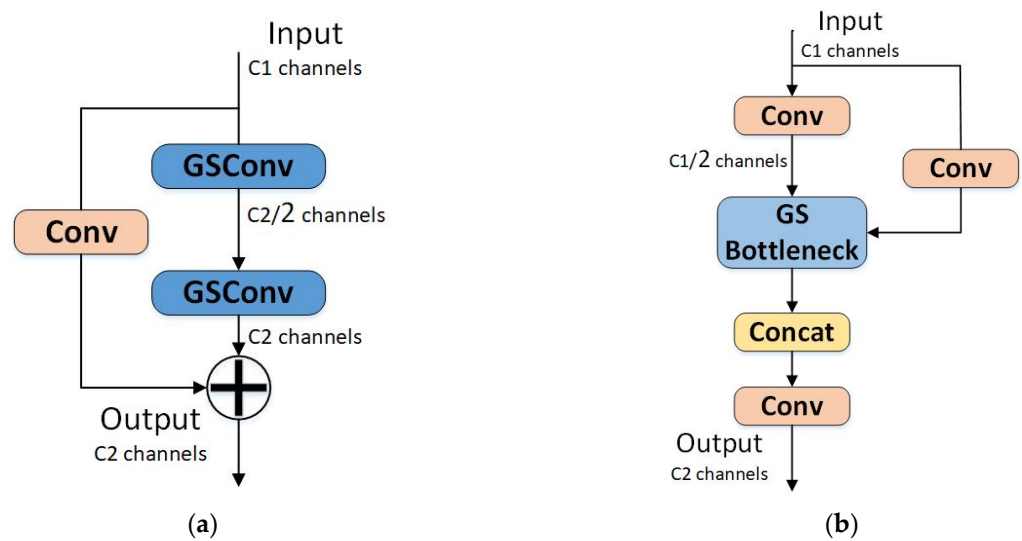 Input
C1 channels
GSConv
C2/2 channels
Conv
GSConv
C2 channels
Output
C2 channels
(a)
Input
C1 channels
Conv
C1/2 channels
Conv
GS
Bottleneck
Concat
Conv
Output
C2 channels
(b)